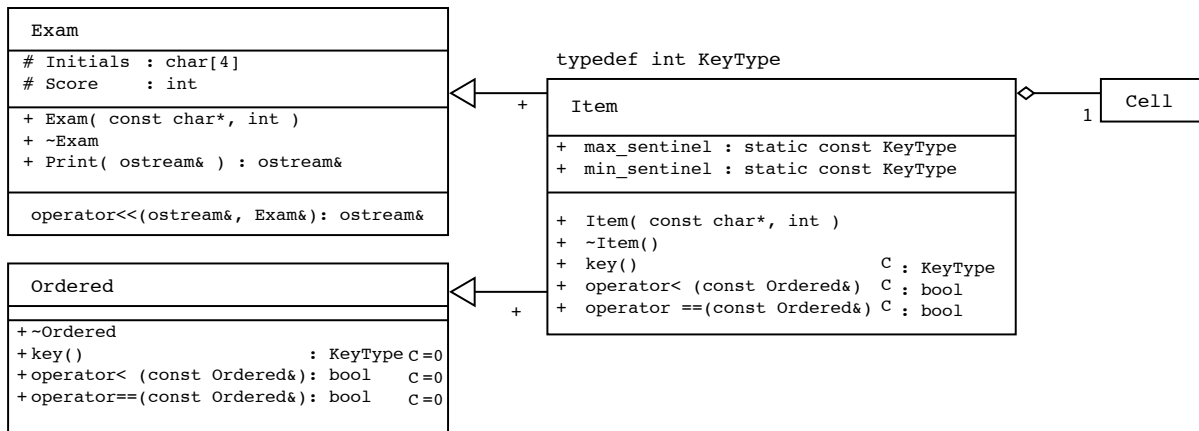 Exam
# Initials : char[4]
# Score : int
+ Exam( const char*, int )
+ ~Exam
+ Print( ostream& ) : ostream&
operator<<(ostream&, Exam&): ostream&
Ordered
+ ~Ordered
+ key() : KeyType C=0
+ operator< (const Ordered&): bool C=0
+ operator==(const Ordered&): bool C=0
+
+
typedef int KeyType
Item
+ max_sentinel : static const KeyType
+ min_sentinel : static const KeyType
+ Item( const char*, int )
+ ~Item()
+ key() C : KeyType
+ operator< (const Ordered&) C : bool
+ operator ==(const Ordered&) C : bool
1
Cell